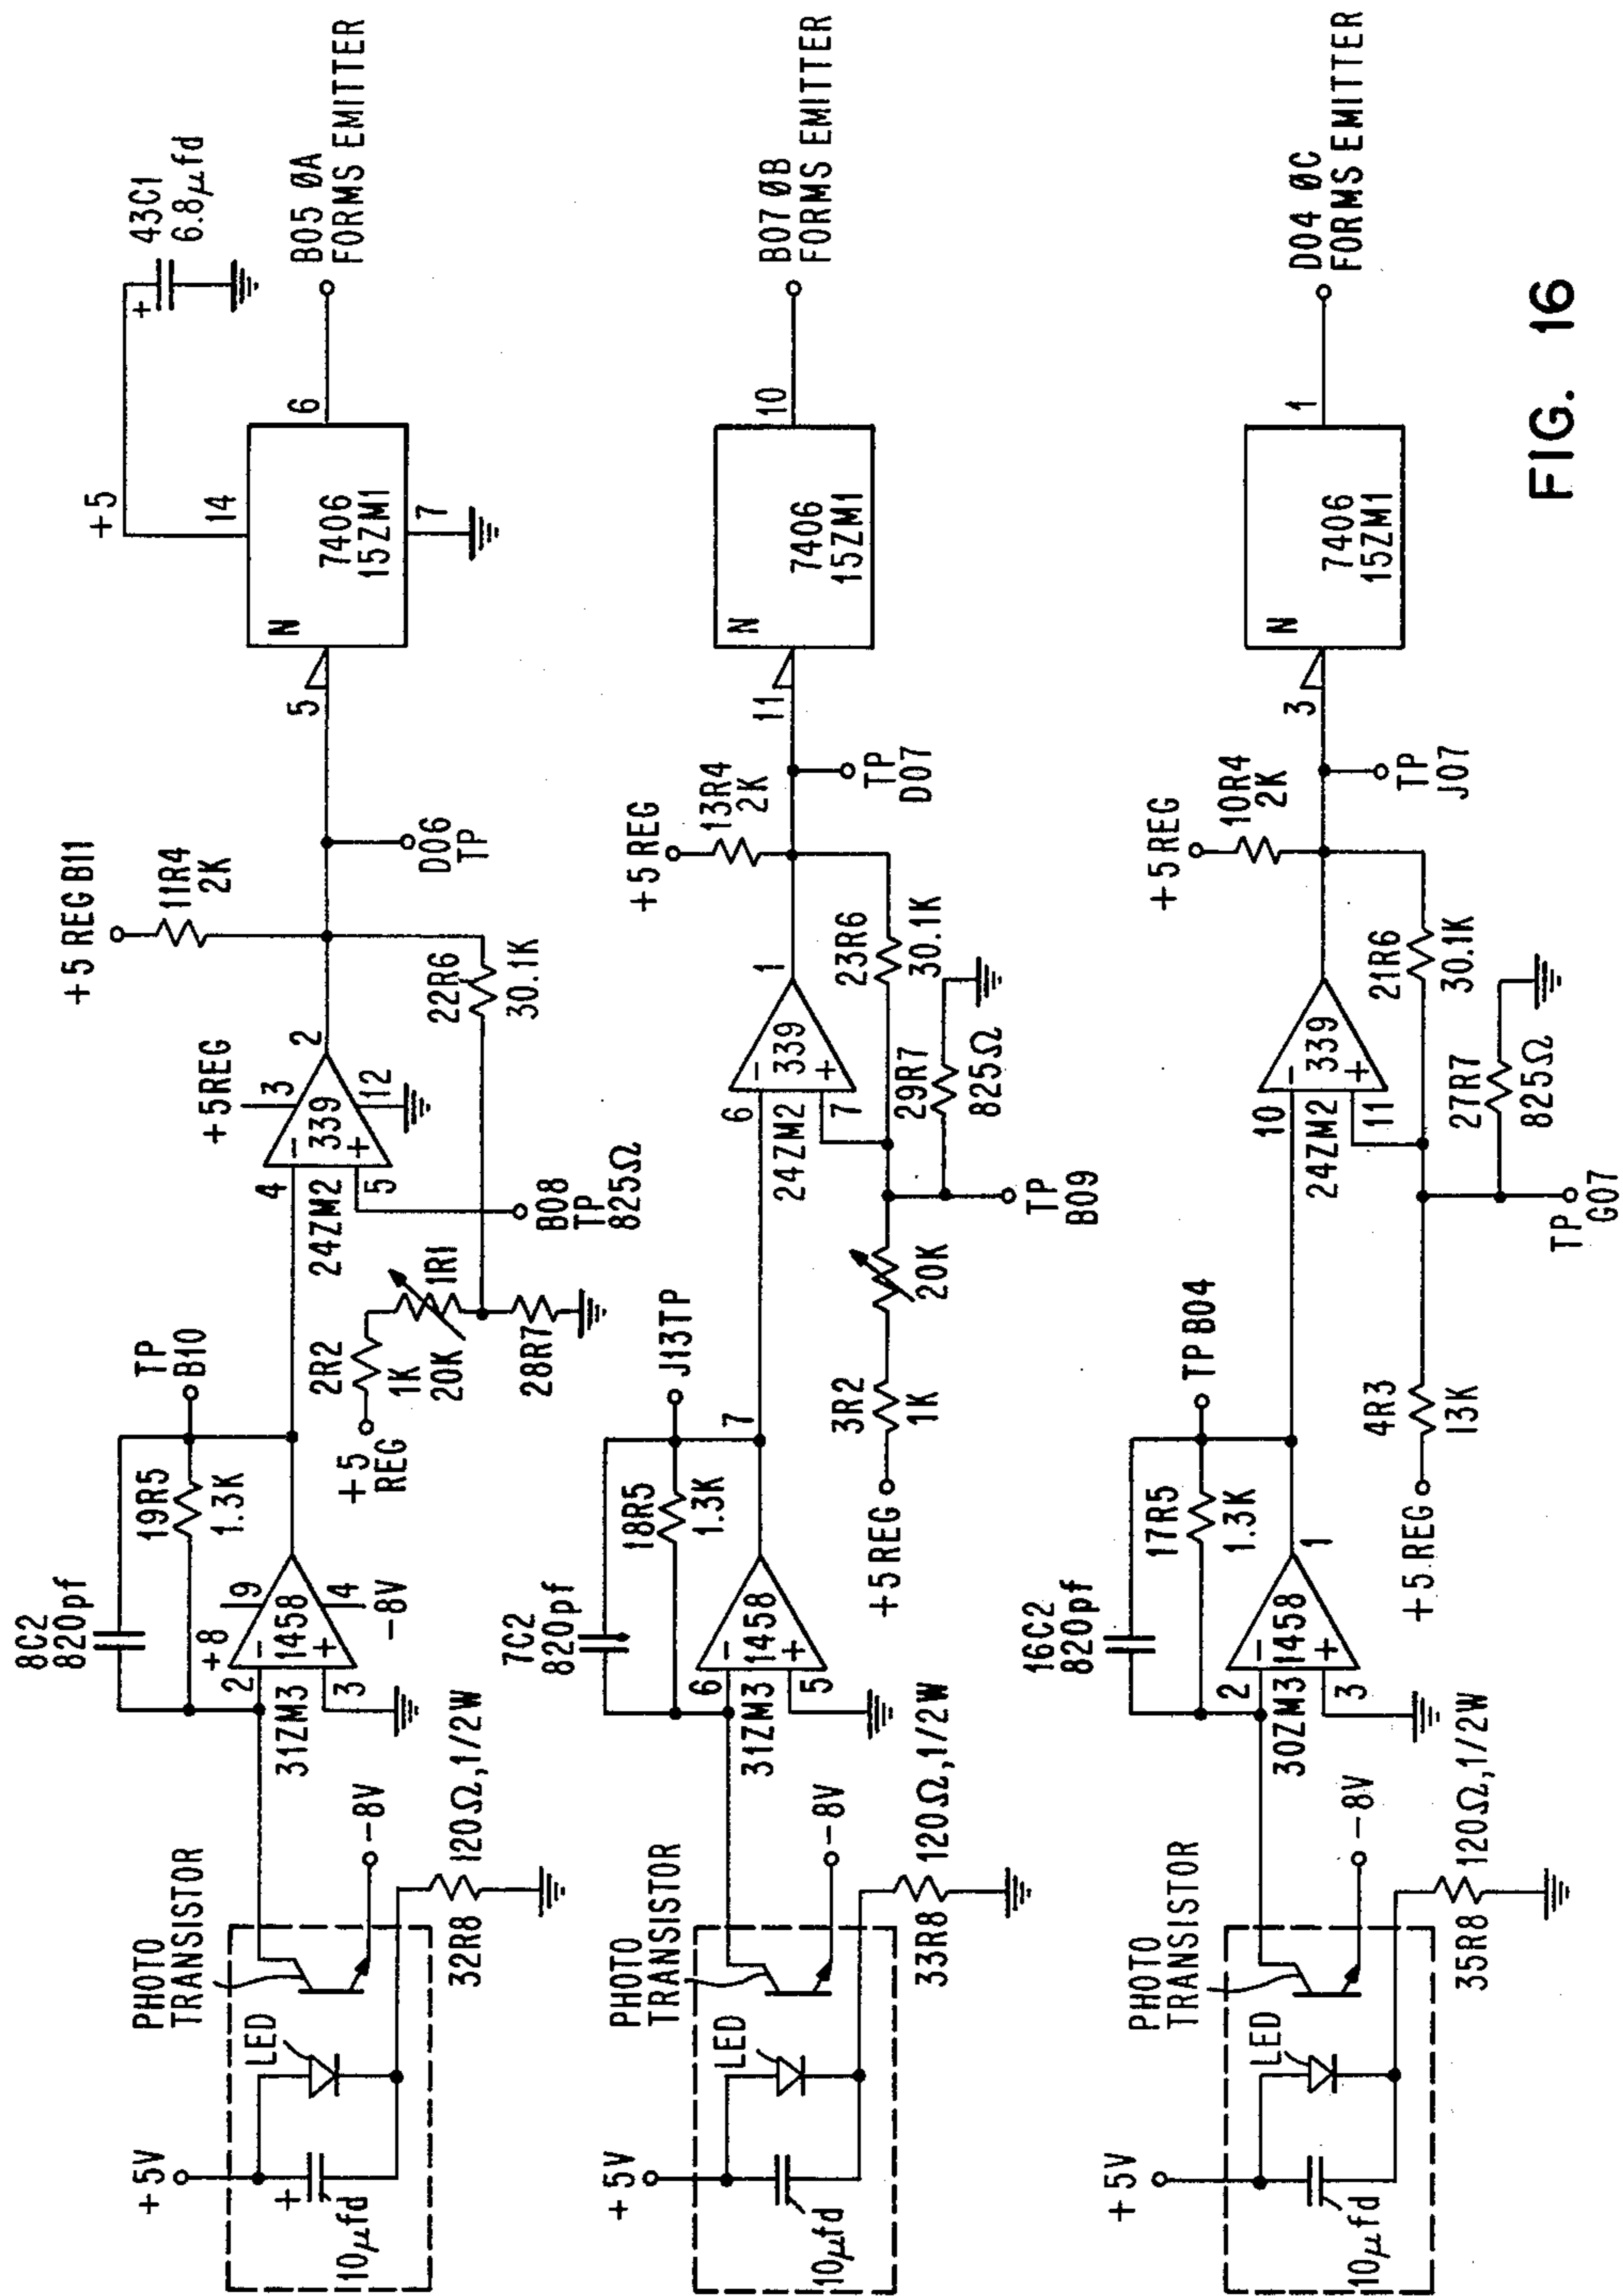 8C2
820pf
19R5
1.3K
TP
B10
+5 REG B11
11R4
2K
+5
43C1
6.8µfd
+
+8
9
2
-
1458
+
3
4
-8V
31ZM3
+5REG
3
4
-
339
+
5
2
12
24ZM2
D06
TP
5
N
14
7406
15ZM1
7
6
B05 ØA
FORMS EMITTER
PHOTO
TRANSISTOR
LED
+5V
+
10µfd
-8V
32R8
120Ω,1/2W
+5
REG
2R2
1K
20K
1R1
28R7
B08
TP
825Ω
22R6
30.1K
7C2
820pf
18R5
1.3K
J13TP
6
-
1458
+
5
7
31ZM3
+5 REG
13R4
2K
6
-
339
+
7
1
24ZM2
TP
D07
11
N
7406
15ZM1
10
B07 ØB
FORMS EMITTER
PHOTO
TRANSISTOR
LED
+5V
10µfd
-8V
33R8
120Ω,1/2W
+5REG
3R2
1K
20K
TP
B09
29R7
825Ω
23R6
30.1K
16C2
820pf
17R5
1.3K
TP B04
2
-
1458
+
3
1
30ZM3
+5 REG
10R4
2K
10
-
339
+
11
24ZM2
TP
J07
3
N
7406
15ZM1
1
D04 ØC
FORMS EMITTER
PHOTO
TRANSISTOR
LED
+5V
10µfd
-8V
35R8
120Ω,1/2W
+5 REG
4R3
13K
TP
G07
27R7
825Ω
21R6
30.1K
FIG. 16